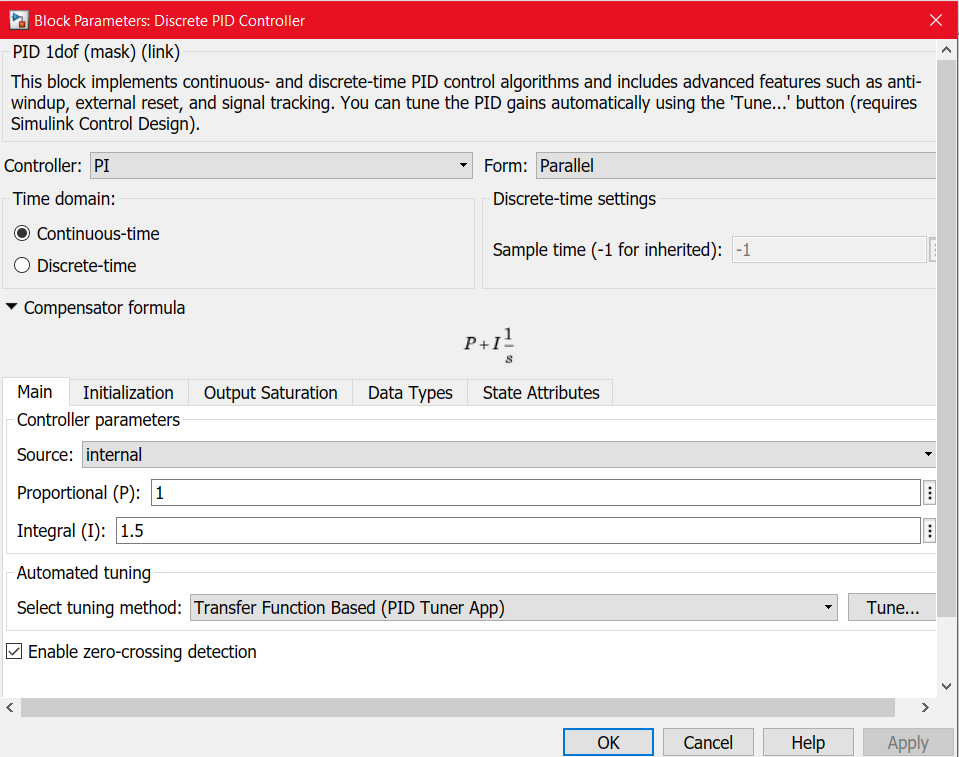 Block Parameters: Discrete PID Controller
PID 1dof (mask) (link)
This block implements continuous- and discrete-time PID control algorithms and includes advanced features such as anti-
windup, external reset, and signal tracking. You can tune the PID gains automatically using the 'Tune...' button (requires
Simulink Control Design).
Controller: PI Form: Parallel
Time domain: Discrete-time settings
Continuous-time
Sample time (-1 for inherited): -1
Discrete-time
Compensator formula
P + I 1/s
Main Initialization Output Saturation Data Types State Attributes
Controller parameters
Source: internal
Proportional (P): 1
Integral (I): 1.5
Automated tuning
Select tuning method: Transfer Function Based (PID Tuner App) Tune...
Enable zero-crossing detection
OK Cancel Help Apply